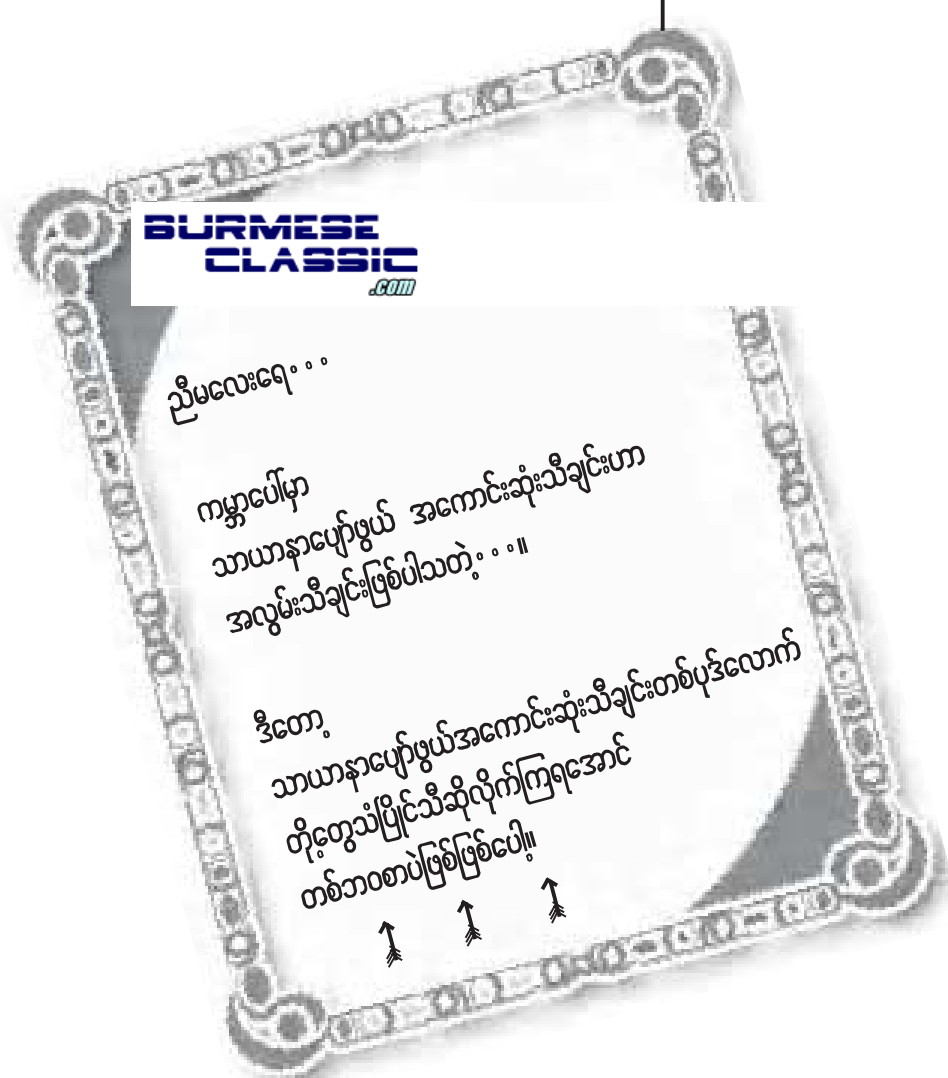 BURMESE
CLASSIC
.com
ညီမလေးရေ...
ကမ္ဘာပေါ်မှာ
သာယာနာပျော်ဖွယ် အကောင်းဆုံးသီချင်းဟာ
အလွမ်းသီချင်းဖြစ်ပါသတဲ့...။
ဒီတော့
သာယာနာပျော်ဖွယ်အကောင်းဆုံးသီချင်းတစ်ပုဒ်လောက်
တို့တွေသံပြိုင်သီဆိုလိုက်ကြရအောင်
တစ်ဘဝစာပဲဖြစ်ဖြစ်ပေါ့။